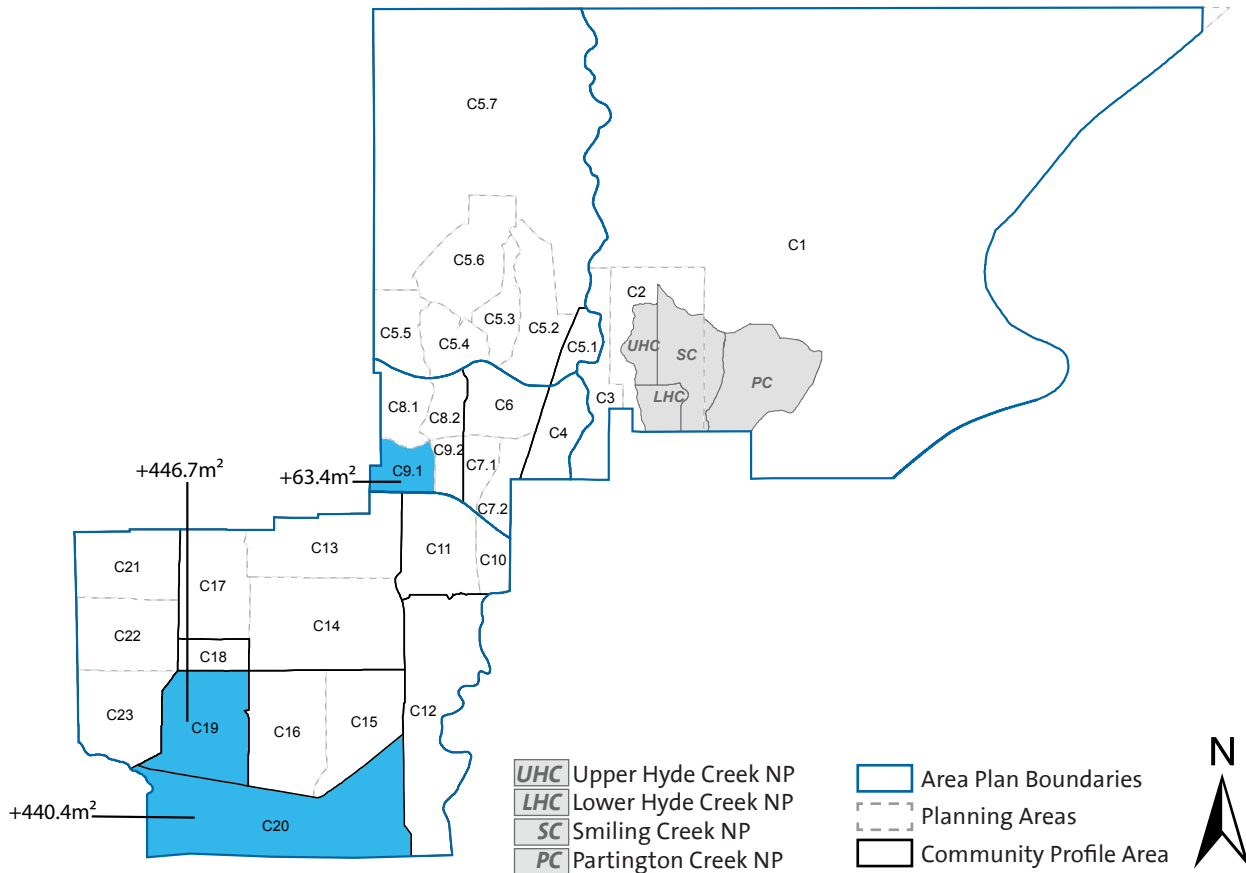 C5.7
C1
C5.6
C2
C5.3
C5.2
C5.5
C5.4
C5.1
UHC
SC
PC
LHC
C3
C8.1
C8.2
C6
C4
C9.2
C7.1
+446.7m²
+63.4m²
C9.1
C7.2
C13
C11
C10
C21
C17
C22
C14
C18
C23
C19
C16
C15
C12
+440.4m²
C20
UHC Upper Hyde Creek NP
LHC Lower Hyde Creek NP
SC Smiling Creek NP
PC Partington Creek NP
Area Plan Boundaries
Planning Areas
Community Profile Area
N